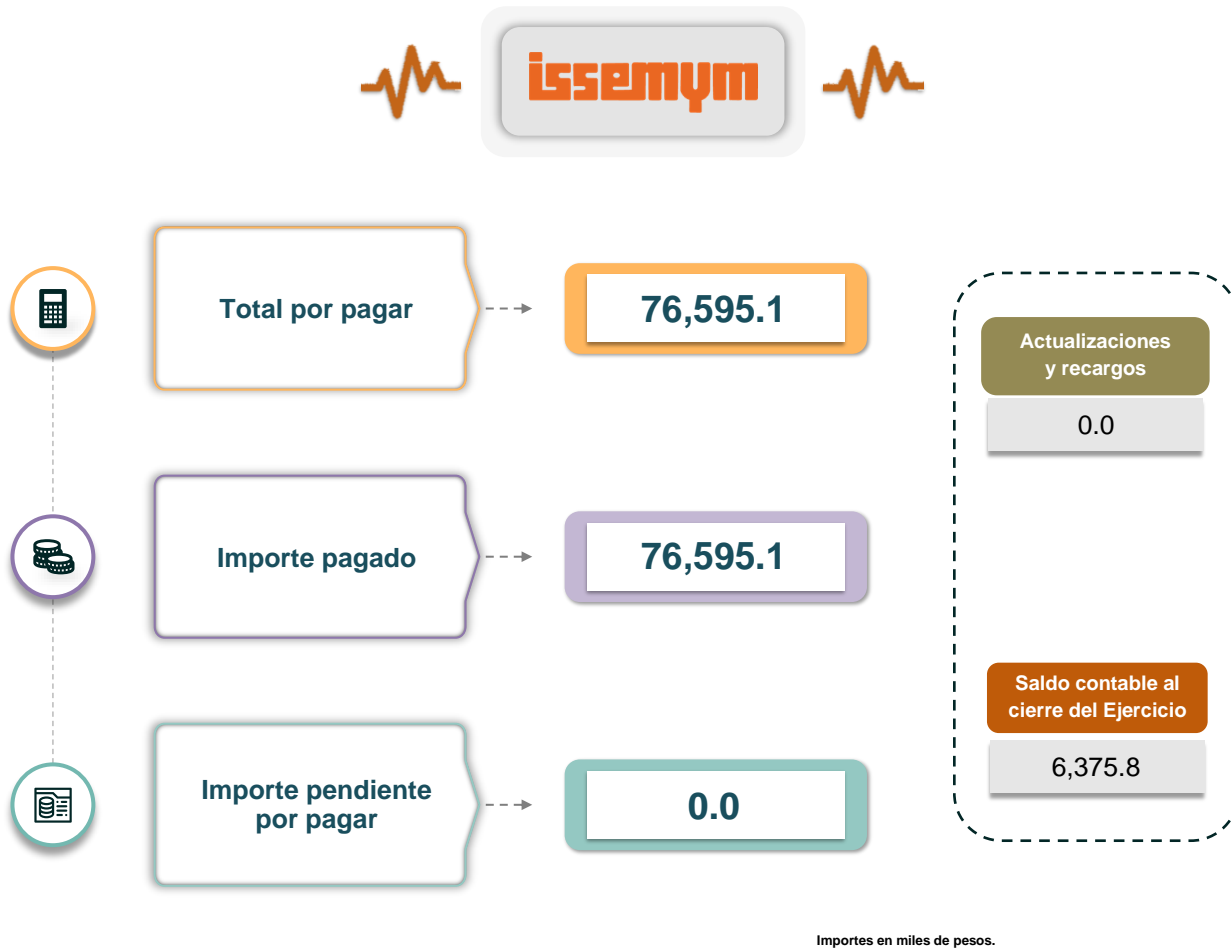 issemym
Total por pagar
76,595.1
Actualizaciones
y recargos
0.0
Importe pagado
76,595.1
Saldo contable al
cierre del Ejercicio
6,375.8
Importe pendiente
por pagar
0.0
Importes en miles de pesos.